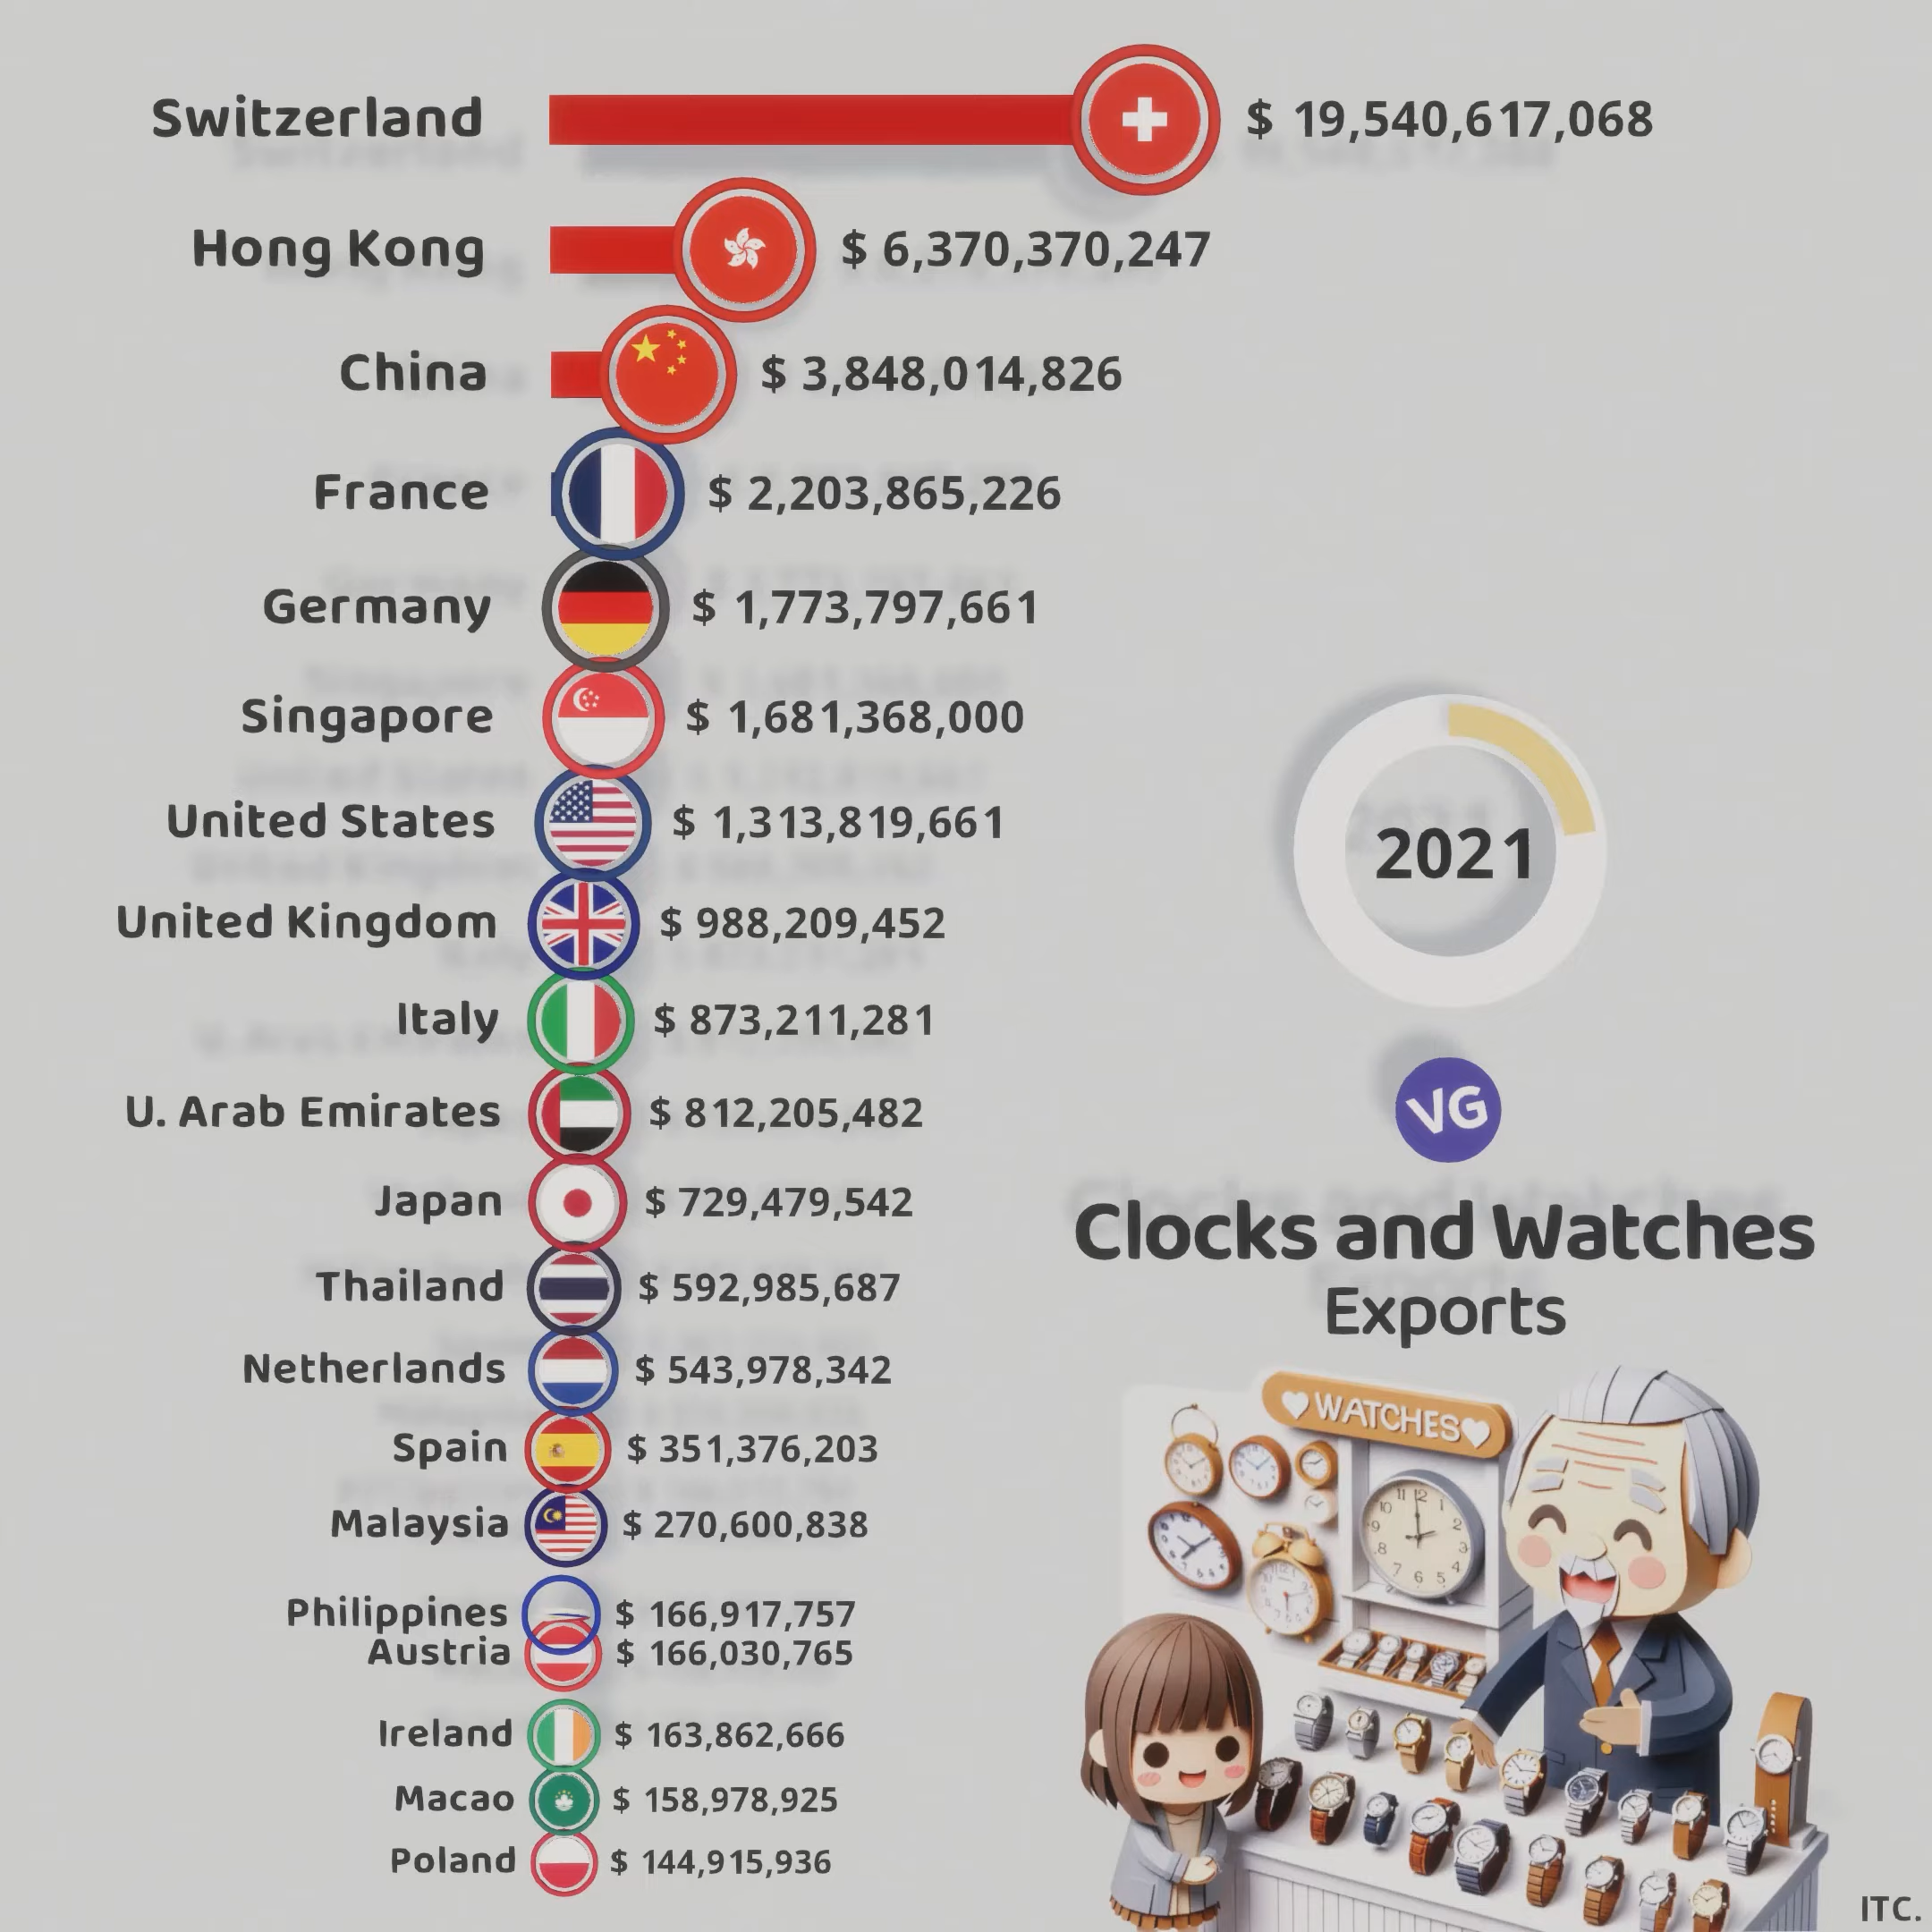 Switzerland $ 19,540,617,068
Hong Kong $ 6,370,370,247
China $ 3,848,014,826
France $ 2,203,865,226
Germany $ 1,773,797,661
Singapore $ 1,681,368,000
United States $ 1,313,819,661
United Kingdom $ 988,209,452
Italy $ 873,211,281
U. Arab Emirates $ 812,205,482
Japan $ 729,479,542
Thailand $ 592,985,687
Netherlands $ 543,978,342
Spain $ 351,376,203
Malaysia $ 270,600,838
Philippines $ 166,917,757
Austria $ 166,030,765
Ireland $ 163,862,666
Macao $ 158,978,925
Poland $ 144,915,936
2021
VG
Clocks and Watches
Exports
WATCHES
ITC.